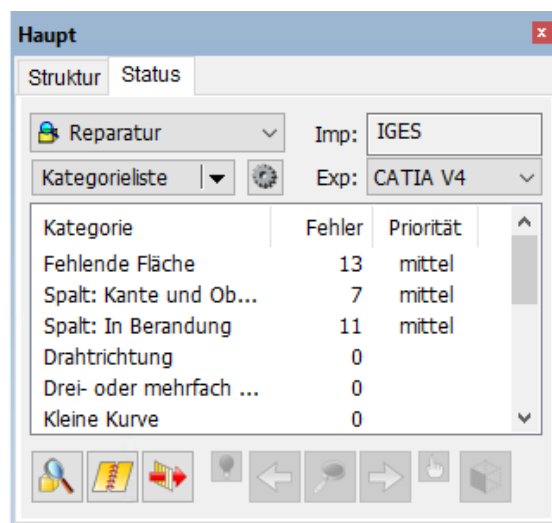 Haupt
Struktur Status
Reparatur Imp: IGES
Kategorieliste Exp: CATIA V4
Kategorie Fehler Priorität
Fehlende Fläche 13 mittel
Spalt: Kante und Ob... 7 mittel
Spalt: In Berandung 11 mittel
Drahtrichtung 0
Drei- oder mehrfach ... 0
Kleine Kurve 0